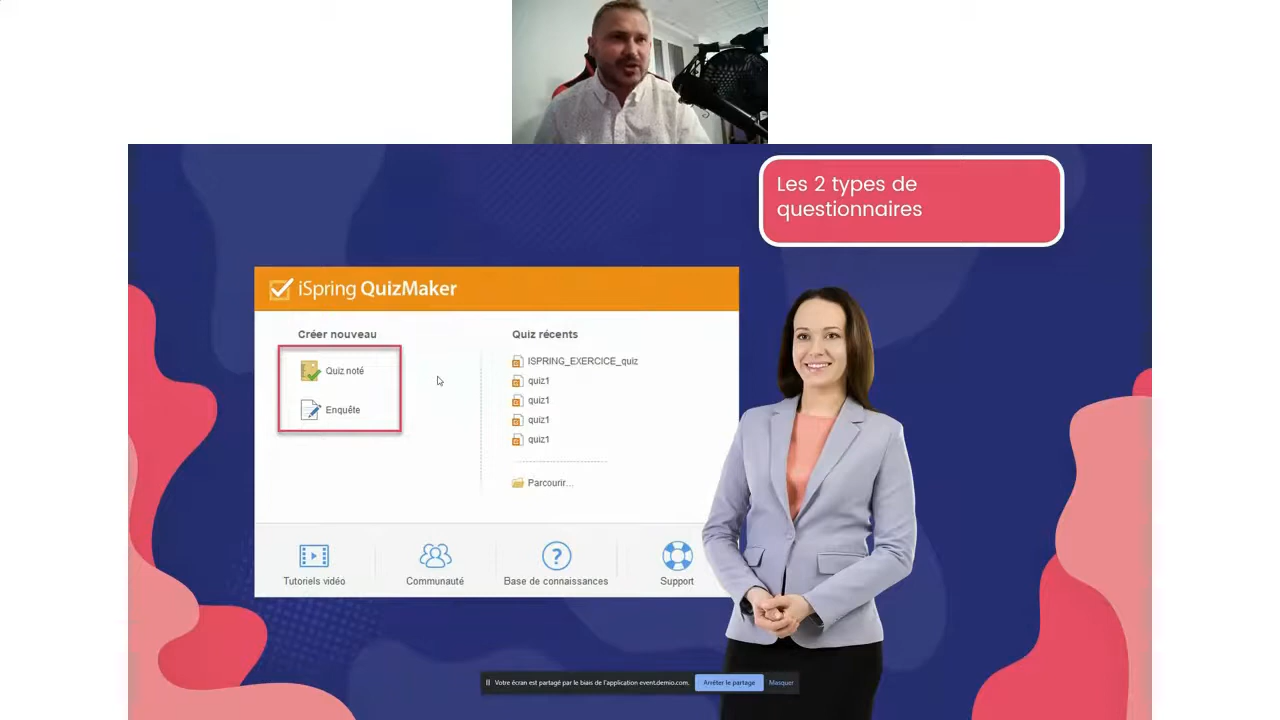 Les 2 types de
questionnaires
iSpring QuizMaker
Créer nouveau
Quiz noté
Enquête
Quiz récents
ISPRING_EXERCICE_quiz
quiz1
quiz1
quiz1
quiz1
Parcourir...
Tutoriels vidéo
Communauté
Base de connaissances
Support
Votre écran est partagé par le biais de l'application event.demio.com.
Arrêter le partage
Masquer